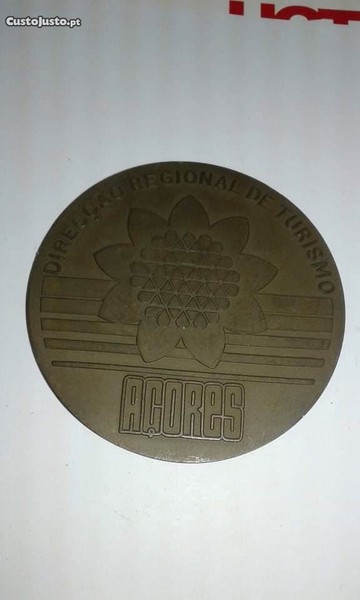 CustoJusto.pt
DIRECÇÃO REGIONAL DE TURISMO
AÇORES